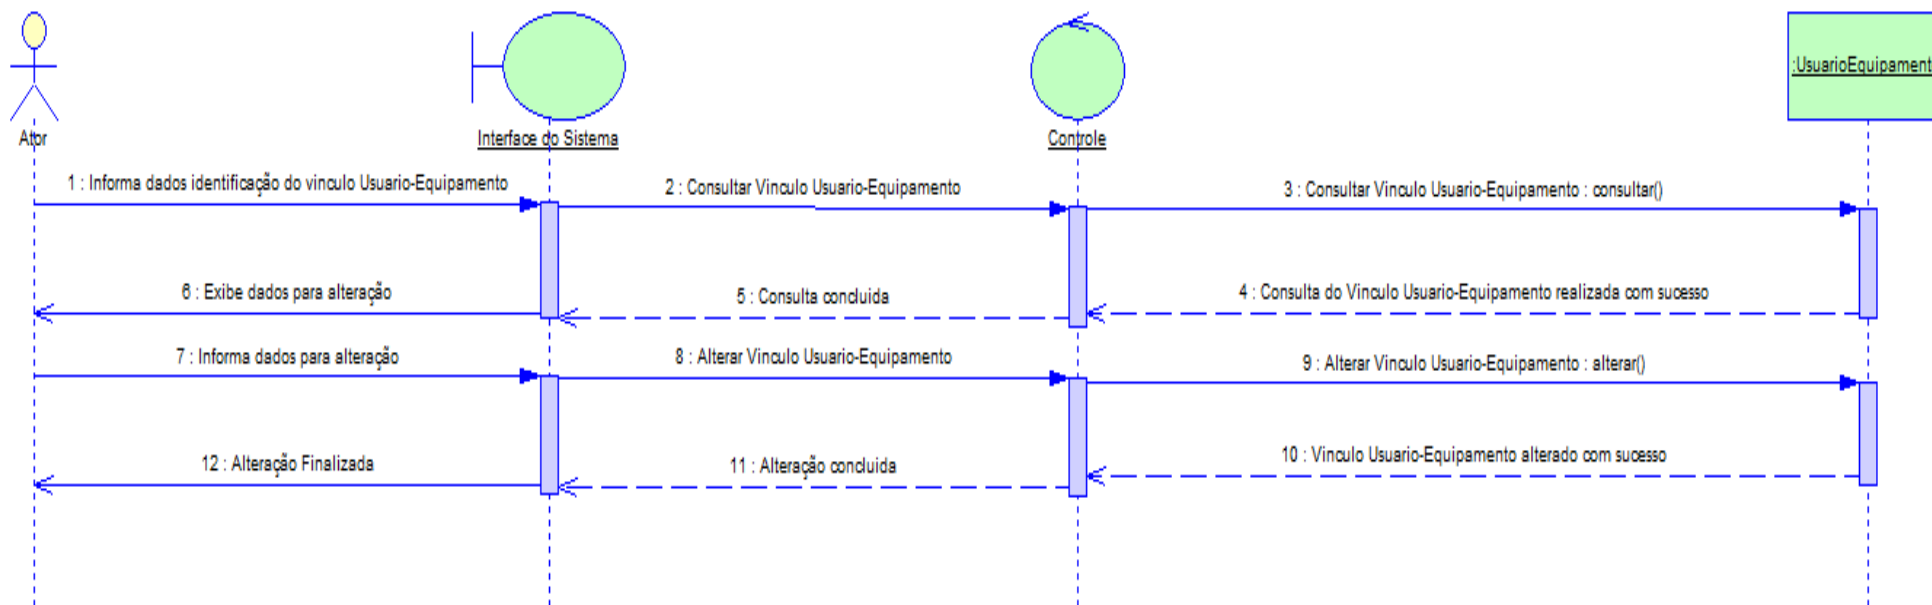 :UsuarioEquipament
Ator
Interface do Sistema
Controle
1 : Informa dados identificação do vinculo Usuario-Equipamento
2 : Consultar Vinculo Usuario-Equipamento
3 : Consultar Vinculo Usuario-Equipamento : consultar()
6 : Exibe dados para alteração
5 : Consulta concluida
4 : Consulta do Vinculo Usuario-Equipamento realizada com sucesso
7 : Informa dados para alteração
8 : Alterar Vinculo Usuario-Equipamento
9 : Alterar Vinculo Usuario-Equipamento : alterar()
12 : Alteração Finalizada
11 : Alteração concluida
10 : Vinculo Usuario-Equipamento alterado com sucesso